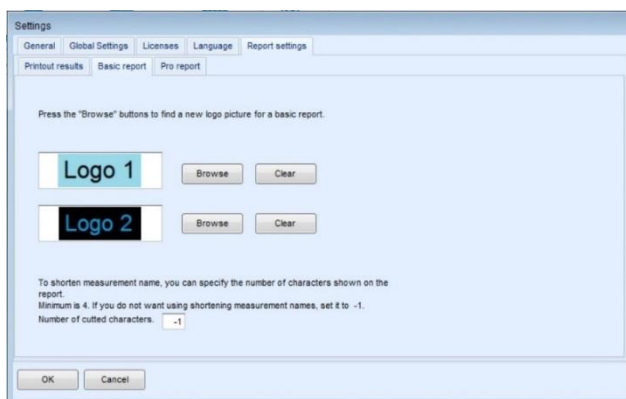 Settings
General Global Settings Licenses Language Report settings
Printout results Basic report Pro report
Press the "Browse" buttons to find a new logo picture for a basic report.
Logo 1 Browse Clear
Logo 2 Browse Clear
To shorten measurement name, you can specify the number of characters shown on the
report.
Minimum is 4. If you do not want using shortening measurement names, set it to -1.
Number of cutted characters. -1
OK Cancel